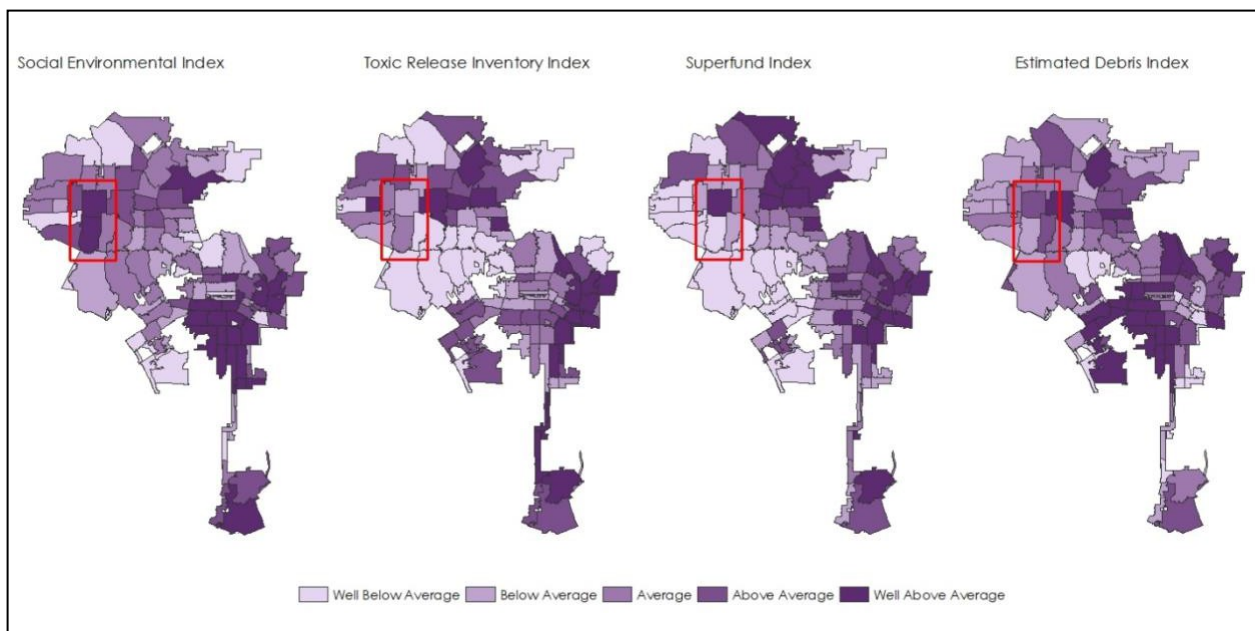 Social Environmental Index
Toxic Release Inventory Index
Superfund Index
Estimated Debris Index
Well Below Average
Below Average
Average
Above Average
Well Above Average